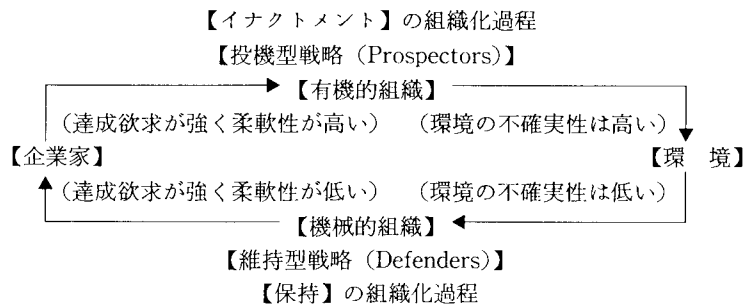 【イナクトメント】の組織化過程
【投機型戦略（Prospectors）】
【有機的組織】
（達成欲求が強く柔軟性が高い）　（環境の不確実性は高い）
【企業家】　【環　境】
（達成欲求が強く柔軟性が低い）　（環境の不確実性は低い）
【機械的組織】
【維持型戦略（Defenders）】
【保持】の組織化過程